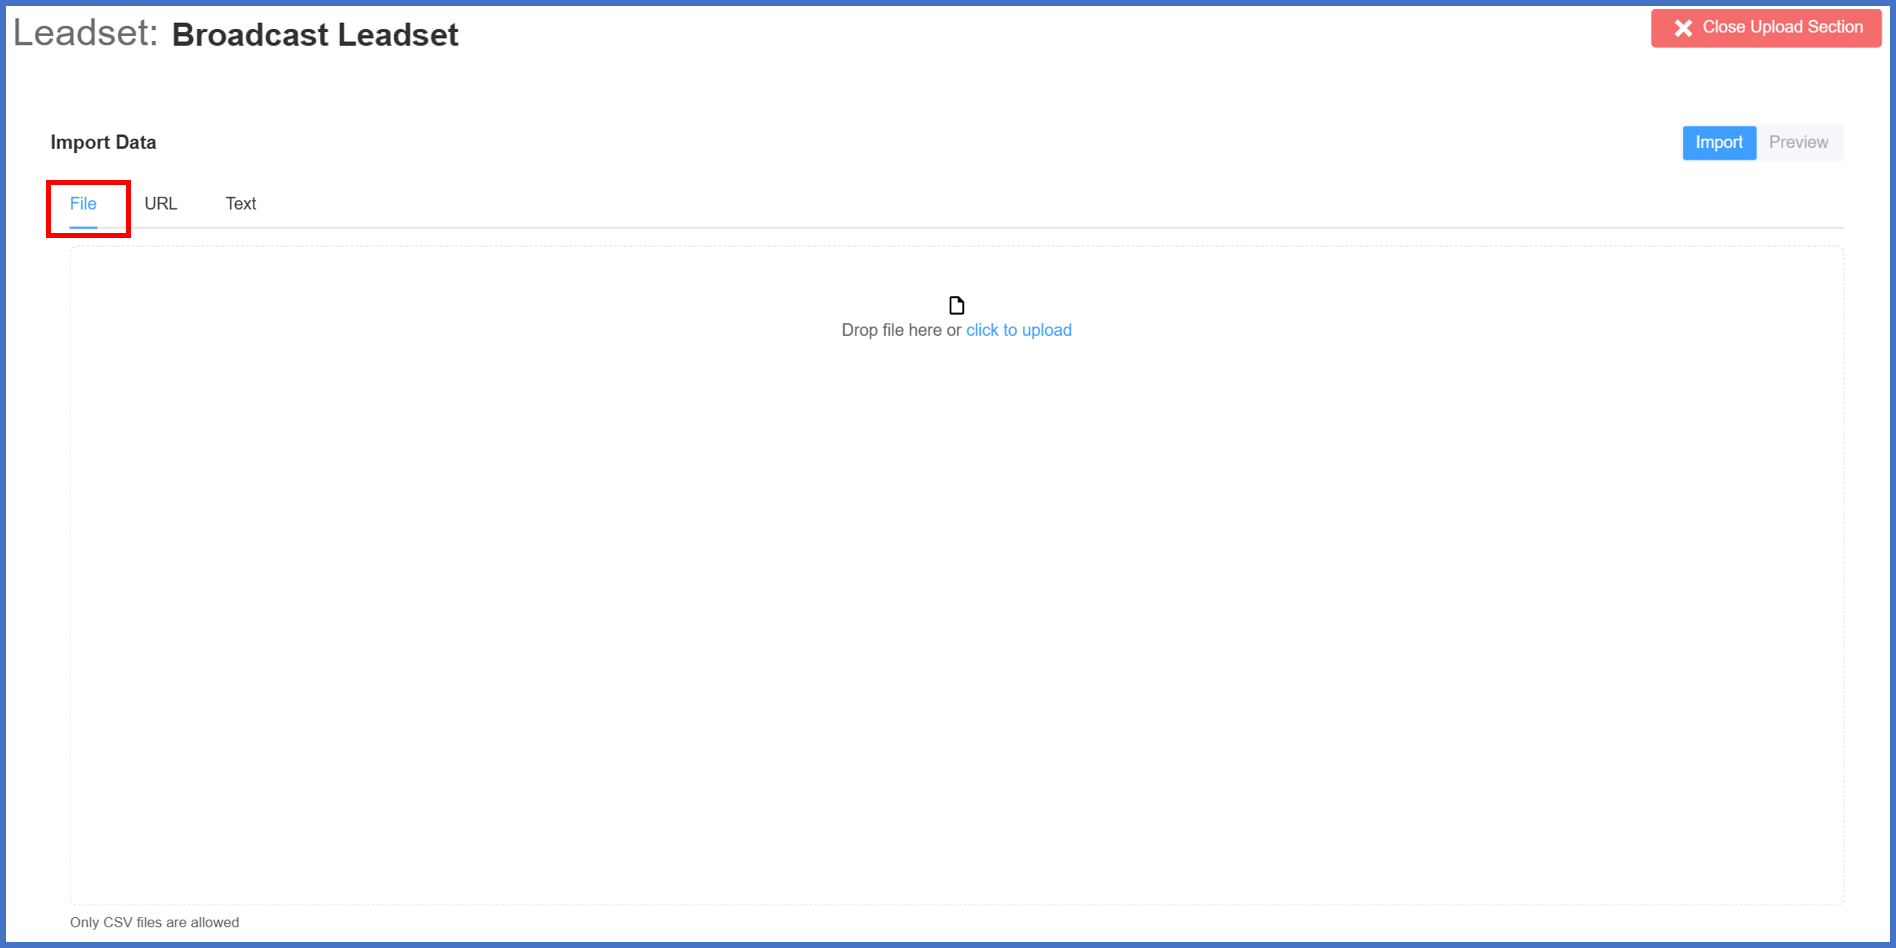 Leadset: Broadcast Leadset
Close Upload Section
Import Data
Import Preview
File URL Text
Drop file here or click to upload
Only CSV files are allowed